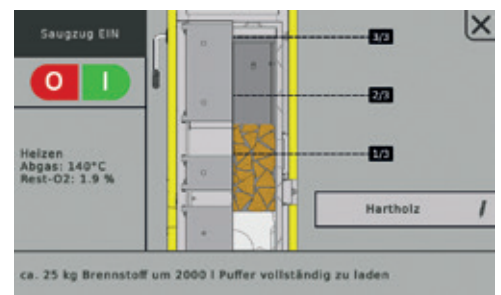 Saugzug EIN
O I
Heizen
Abgas: 140°C
Rest-O2: 1.9 %
3/3
2/3
1/3
Hartholz
ca. 25 kg Brennstoff um 2000 l Puffer vollständig zu laden